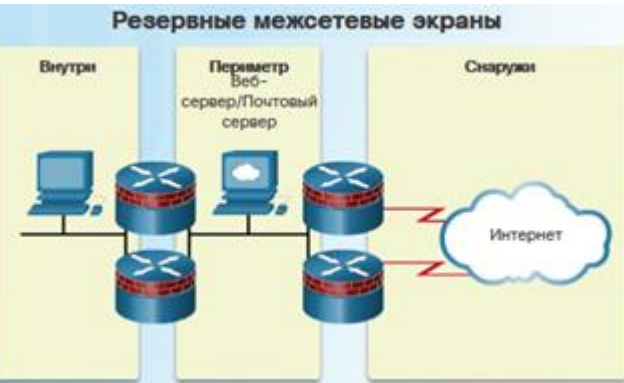 Резервные межсетевые экраны
Внутри
Периметр
Веб-
сервер/Почтовый
сервер
Снаружи
Интернет